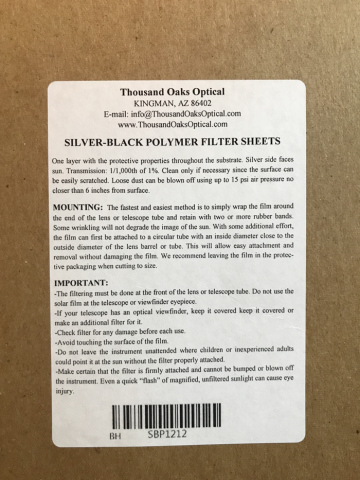 Thousand Oaks Optical
KINGMAN, AZ 86402
E-mail: info@ThousandOaksOptical.com
www.ThousandOaksOptical.com
SILVER-BLACK POLYMER FILTER SHEETS
One layer with the protective properties throughout the substrate. Silver side faces
sun. Transmission: 1/1,000th of 1%. Clean only if necessary since the surface can
be easily scratched. Loose dust can be blown off using up to 15 psi air pressure no
closer than 6 inches from surface.
MOUNTING: The fastest and easiest method is to simply wrap the film around
the end of the lens or telescope tube and retain with two or more rubber bands.
Some wrinkling will not degrade the image of the sun. With some additional effort,
the film can first be attached to a circular tube with an inside diameter close to the
outside diameter of the lens barrel or tube. This will allow easy attachment and
removal without damaging the film. We recommend leaving the film in the protec-
tive packaging when cutting to size.
IMPORTANT:
-The filtering must be done at the front of the lens or telescope tube. Do not use the
solar film at the telescope or viewfinder eyepiece.
-If your telescope has an optical viewfinder, keep it covered keep it covered or
make an additional filter for it.
-Check filter for any damage before each use.
-Avoid touching the surface of the film.
-Do not leave the instrument unattended where children or inexperienced adults
could point it at the sun without the filter properly attached.
-Make certain that the filter is firmly attached and cannot be bumped or blown off
the instrument. Even a quick "flash" of magnified, unfiltered sunlight can cause eye
injury.
BH SBP1212